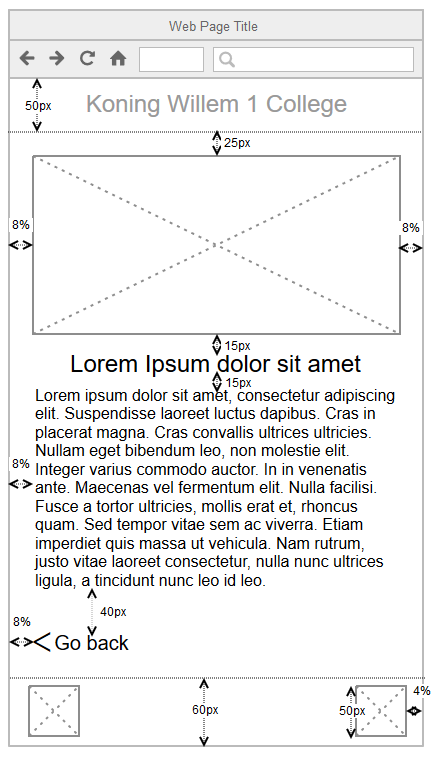 Web Page Title
Koning Willem 1 College
50px
25px
8%
8%
15px
Lorem Ipsum dolor sit amet
15px
Lorem ipsum dolor sit amet, consectetur adipiscing
elit. Suspendisse laoreet luctus dapibus. Cras in
placerat magna. Cras convallis ultrices ultricies.
Nullam eget bibendum leo, non molestie elit.
8%
Integer varius commodo auctor. In in venenatis
ante. Maecenas vel fermentum elit. Nulla facilisi.
Fusce a tortor ultricies, mollis erat et, rhoncus
quam. Sed tempor vitae sem ac viverra. Etiam
imperdiet quis massa ut vehicula. Nam rutrum,
justo vitae laoreet consectetur, nulla nunc ultrices
ligula, a tincidunt nunc leo id leo.
40px
8%
Go back
4%
60px
50px